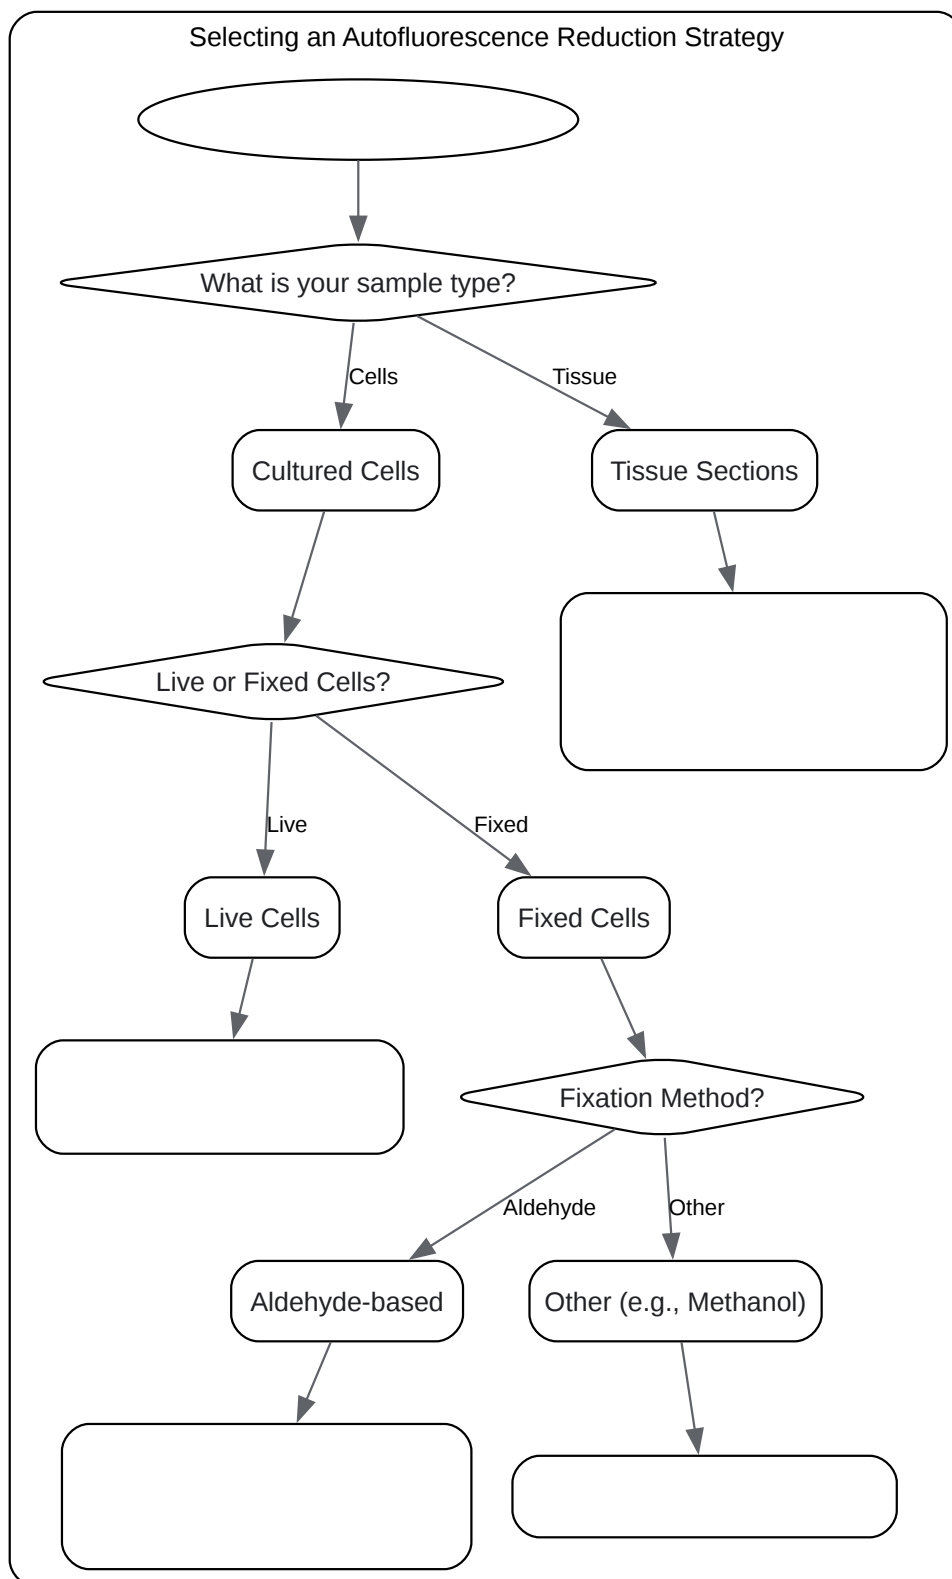 Selecting an Autofluorescence Reduction Strategy
What is your sample type?
Cells
Tissue
Cultured Cells
Tissue Sections
Live or Fixed Cells?
Live
Fixed
Live Cells
Fixed Cells
Fixation Method?
Aldehyde
Other
Aldehyde-based
Other (e.g., Methanol)